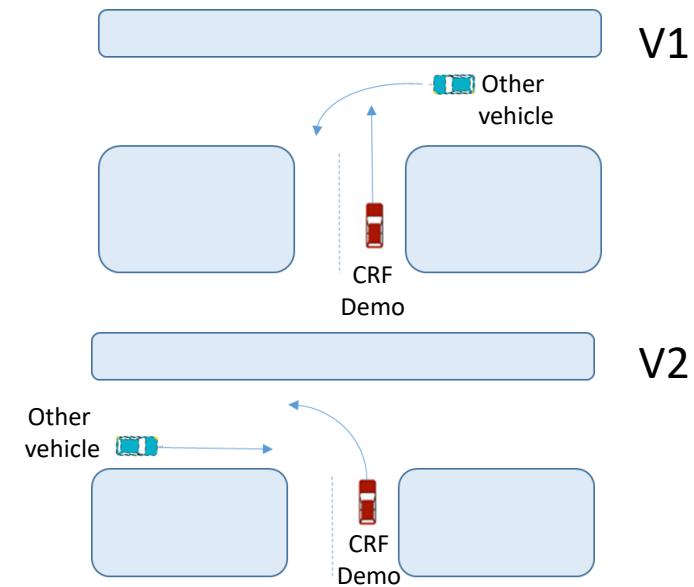 V1
Other
vehicle
CRF
Demo
V2
Other
vehicle
CRF
Demo